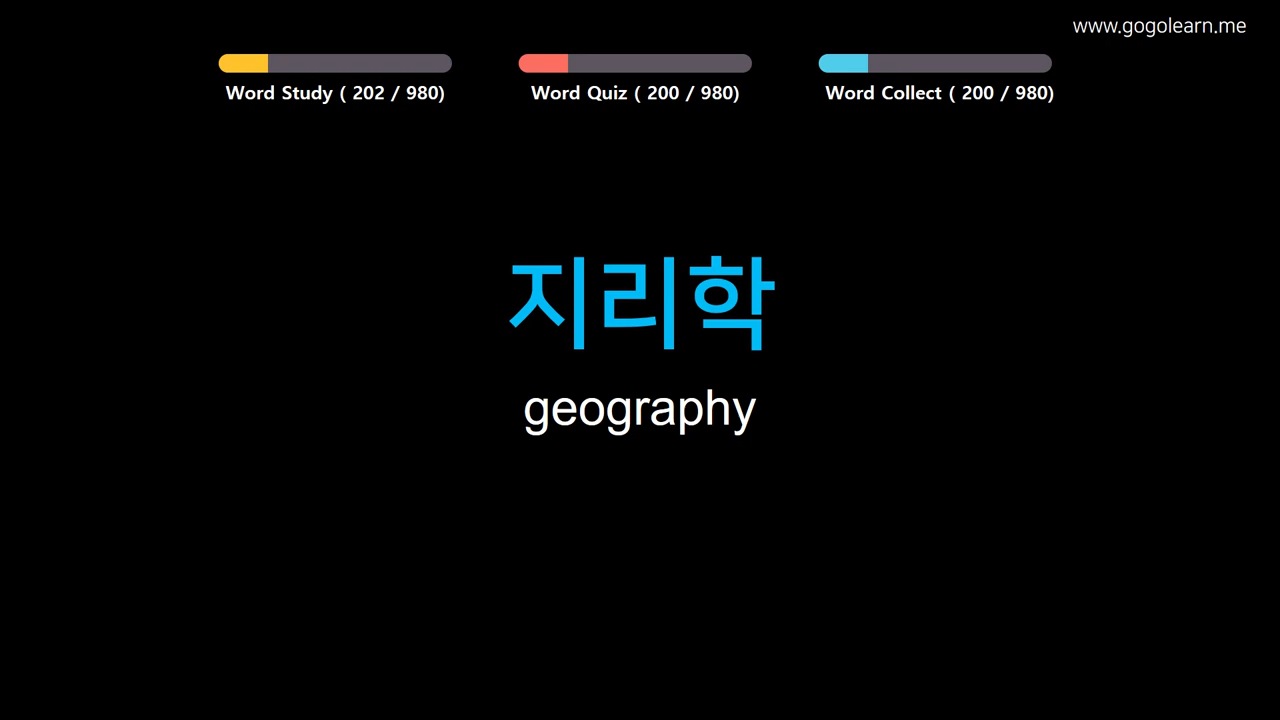 www.gogolearn.me
Word Study ( 202 / 980)
Word Quiz ( 200 / 980)
Word Collect ( 200 / 980)
지리학
geography